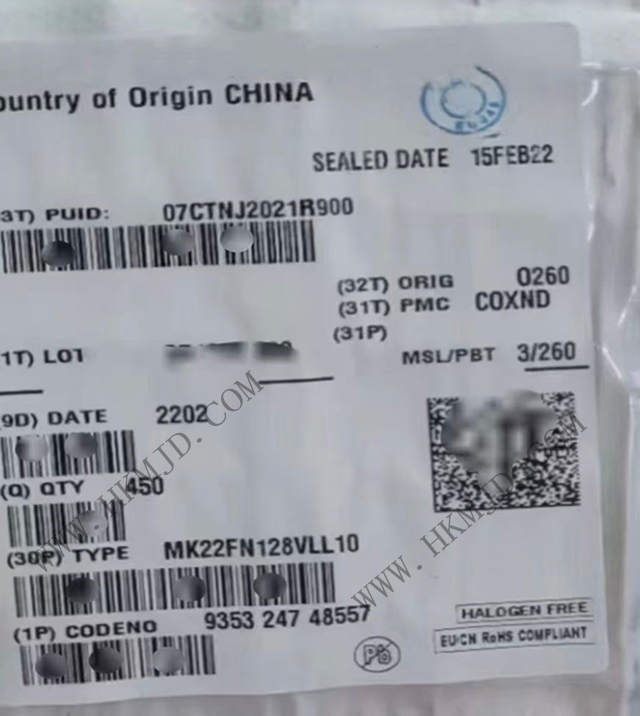 ountry of Origin CHINA
SEALED DATE 15FEB22
3T) PUID: 07CTNJ2021R900
(32T) ORIG 0260
(31T) PMC COXND
(31P)
1T) LOT
MSL/PBT 3/260
9D) DATE 2202
(Q) QTY 450
(30P) TYPE MK22FN128VLL10
(1P) CODENO 9353 247 48557
HALOGEN FREE
EU/CN RoHS COMPLIANT
Pb
WWW.HKMJD.COM
WWW.HKMJD.COM